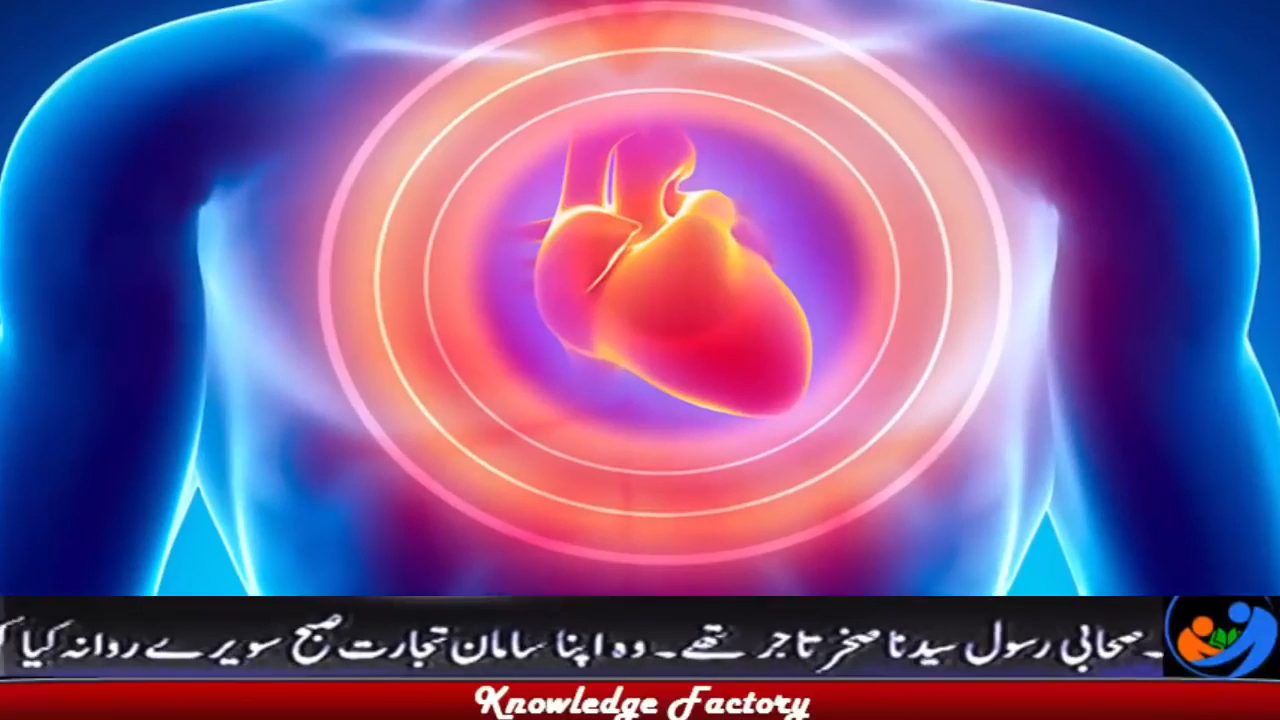 ۔صحابی رسول سیدنا صخر تاجر تھے۔وہ اپنا سامان تجارت صبح سویرے روانہ کیا
Knowledge Factory